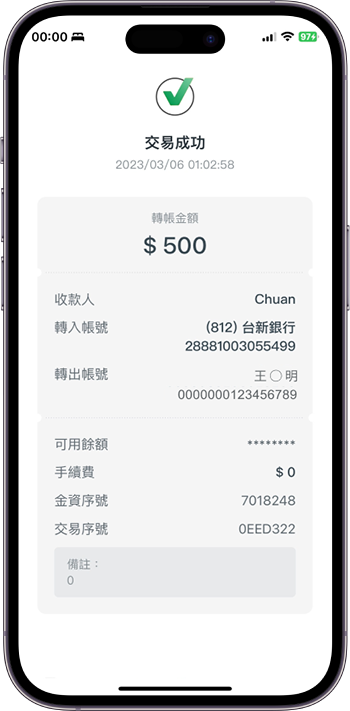 00:00
97
交易成功
2023/03/06 01:02:58
轉帳金額
$ 500
收款人 Chuan
轉入帳號 (812) 台新銀行
28881003055499
轉出帳號 王〇明
0000000123456789
可用餘額 ********
手續費 $ 0
金資序號 7018248
交易序號 0EED322
備註：
0